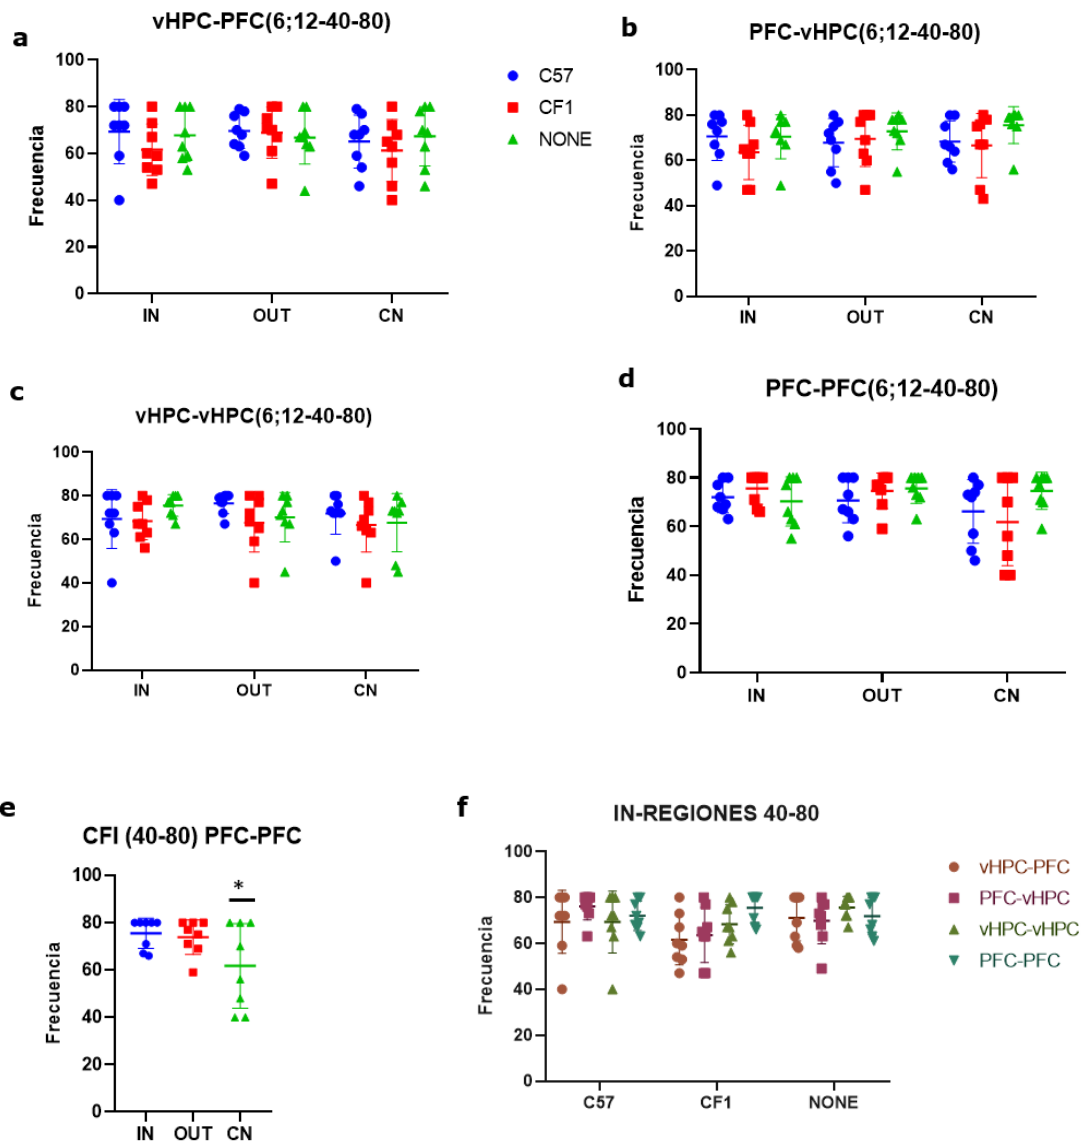 a
vHPC-PFC(6;12-40-80)
Frecuencia
100
80
60
40
20
0
IN
OUT
CN
C57
CF1
NONE
b
PFC-vHPC(6;12-40-80)
Frecuencia
100
80
60
40
20
0
IN
OUT
CN
c
vHPC-vHPC(6;12-40-80)
Frecuencia
100
80
60
40
20
0
IN
OUT
CN
d
PFC-PFC(6;12-40-80)
Frecuencia
100
80
60
40
20
0
IN
OUT
CN
e
CFI (40-80) PFC-PFC
Frecuencia
100
80
60
40
20
0
*
IN
OUT
CN
f
IN-REGIONES 40-80
Frecuencia
100
80
60
40
20
0
C57
CF1
NONE
vHPC-PFC
PFC-vHPC
vHPC-vHPC
PFC-PFC